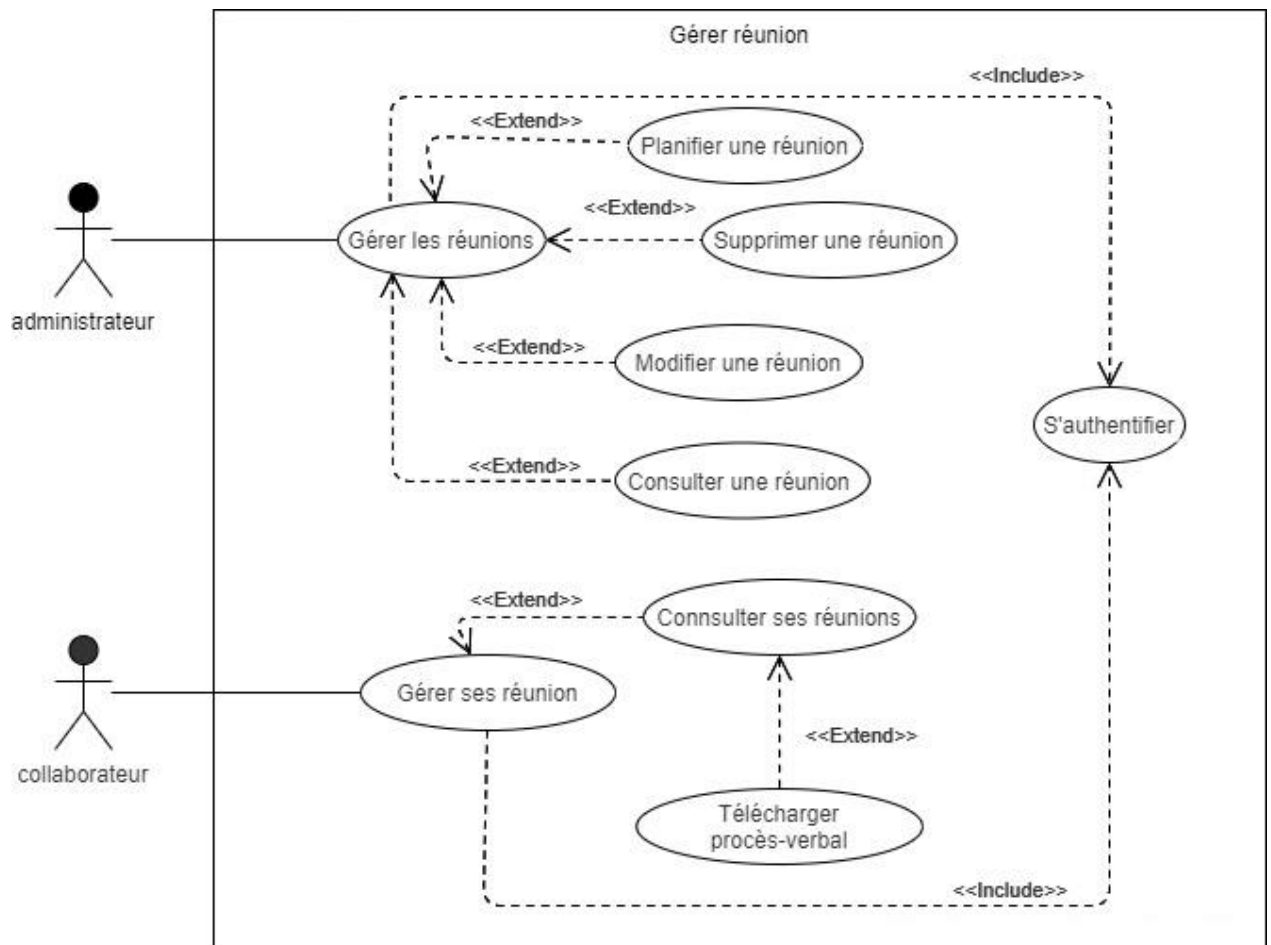 Gérer réunion
<<Include>>
<<Extend>>
Planifier une réunion
<<Extend>>
Gérer les réunions
Supprimer une réunion
administrateur
<<Extend>>
Modifier une réunion
S'authentifier
<<Extend>>
Consulter une réunion
<<Extend>>
Connsulter ses réunions
Gérer ses réunion
collaborateur
<<Extend>>
Télécharger
procès-verbal
<<Include>>